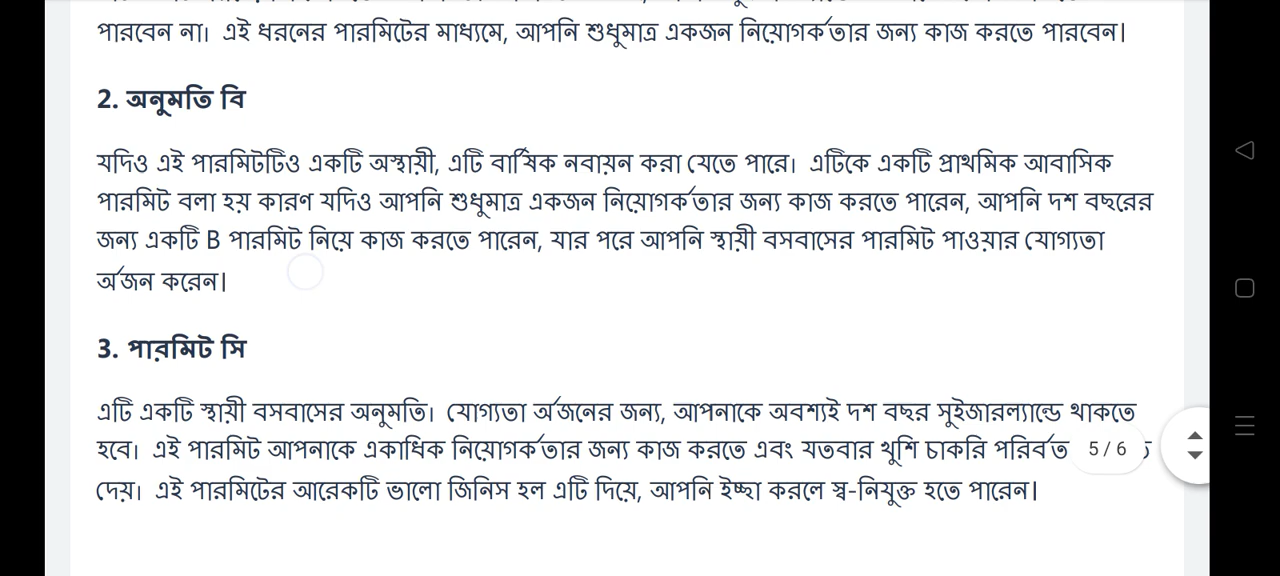 পারবেন না। এই ধরনের পারমিটের মাধ্যমে, আপনি শুধুমাত্র একজন নিয়োগকর্তার জন্য কাজ করতে পারবেন।
2. অনুমতি বি
যদিও এই পারমিটটিও একটি অস্থায়ী, এটি বার্ষিক নবায়ন করা যেতে পারে। এটিকে একটি প্রাথমিক আবাসিক
পারমিট বলা হয় কারণ যদিও আপনি শুধুমাত্র একজন নিয়োগকর্তার জন্য কাজ করতে পারেন, আপনি দশ বছরের
জন্য একটি B পারমিট নিয়ে কাজ করতে পারেন, যার পরে আপনি স্থায়ী বসবাসের পারমিট পাওয়ার যোগ্যতা
অর্জন করেন।
3. পারমিট সি
এটি একটি স্থায়ী বসবাসের অনুমতি। যোগ্যতা অর্জনের জন্য, আপনাকে অবশ্যই দশ বছর সুইজারল্যান্ডে থাকতে
হবে। এই পারমিট আপনাকে একাধিক নিয়োগকর্তার জন্য কাজ করতে এবং যতবার খুশি চাকরি 5/6
দেয়। এই পারমিটের আরেকটি ভালো জিনিস হল এটি দিয়ে, আপনি ইচ্ছা করলে স্ব-নিযুক্ত হতে পারেন।